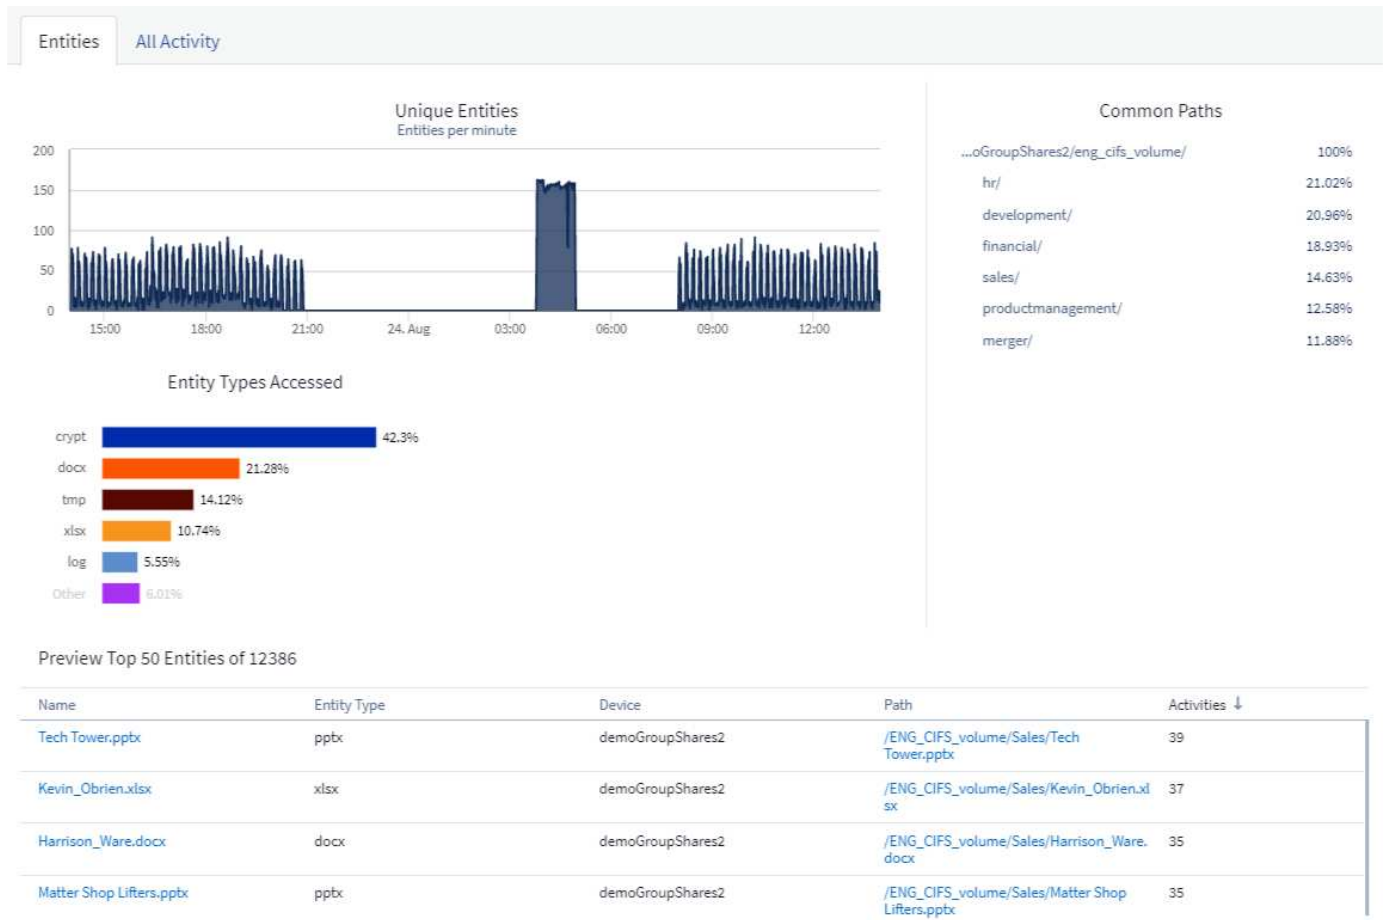 Entities All Activity
Unique Entities
Entities per minute
200
150
100
50
0
15:00 18:00 21:00 24. Aug 03:00 06:00 09:00 12:00
Common Paths
...oGroupShares2/eng_cifs_volume/ 100%
hr/ 21.02%
development/ 20.96%
financial/ 18.93%
sales/ 14.63%
productmanagement/ 12.58%
merger/ 11.88%
Entity Types Accessed
crypt 42.3%
docx 21.28%
tmp 14.12%
xlsx 10.74%
log 5.55%
Other 6.01%
Preview Top 50 Entities of 12386
Name Entity Type Device Path Activities ↓
Tech Tower.pptx pptx demoGroupShares2 /ENG_CIFS_volume/Sales/Tech 39
Tower.pptx
Kevin_Obrien.xlsx xlsx demoGroupShares2 /ENG_CIFS_volume/Sales/Kevin_Obrien.xl 37
sx
Harrison_Ware.docx docx demoGroupShares2 /ENG_CIFS_volume/Sales/Harrison_Ware. 35
docx
Matter Shop Lifters.pptx pptx demoGroupShares2 /ENG_CIFS_volume/Sales/Matter Shop 35
Lifters.pptx